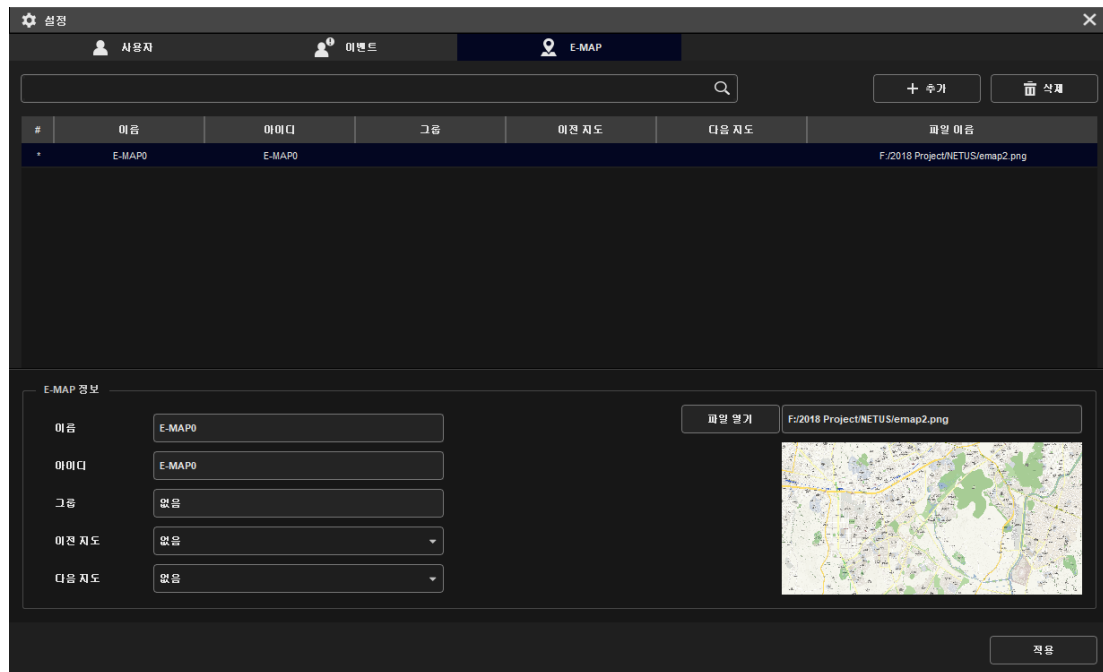 설정
사용자 이벤트 E-MAP
추가 삭제
# 이름 아이디 그룹 이전 지도 다음 지도 파일 이름
* E-MAP0 E-MAP0 F:/2018 Project/NETUS/emap2.png
E-MAP 정보
이름 E-MAP0 파일 열기 F:/2018 Project/NETUS/emap2.png
아이디 E-MAP0
그룹 없음
이전 지도 없음
다음 지도 없음
적용